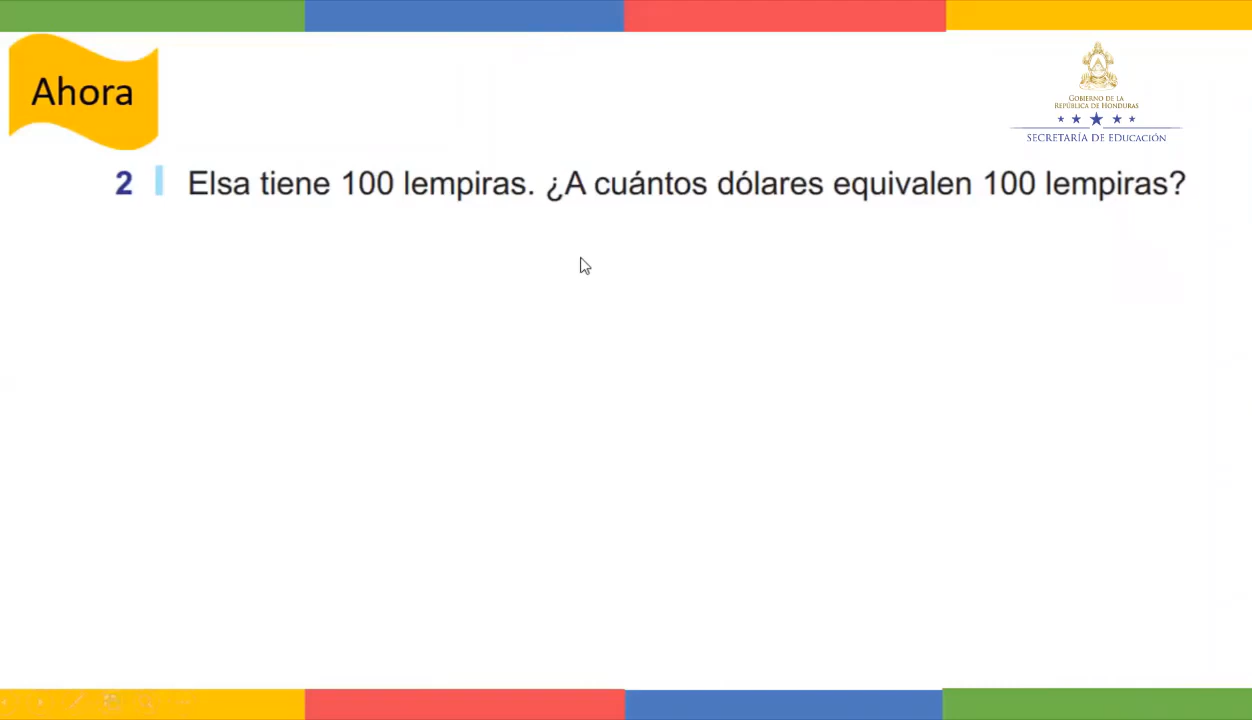 Ahora
GOBIERNO DE LA
REPÚBLICA DE HONDURAS
SECRETARÍA DE EDUCACIÓN
2 Elsa tiene 100 lempiras. ¿A cuántos dólares equivalen 100 lempiras?